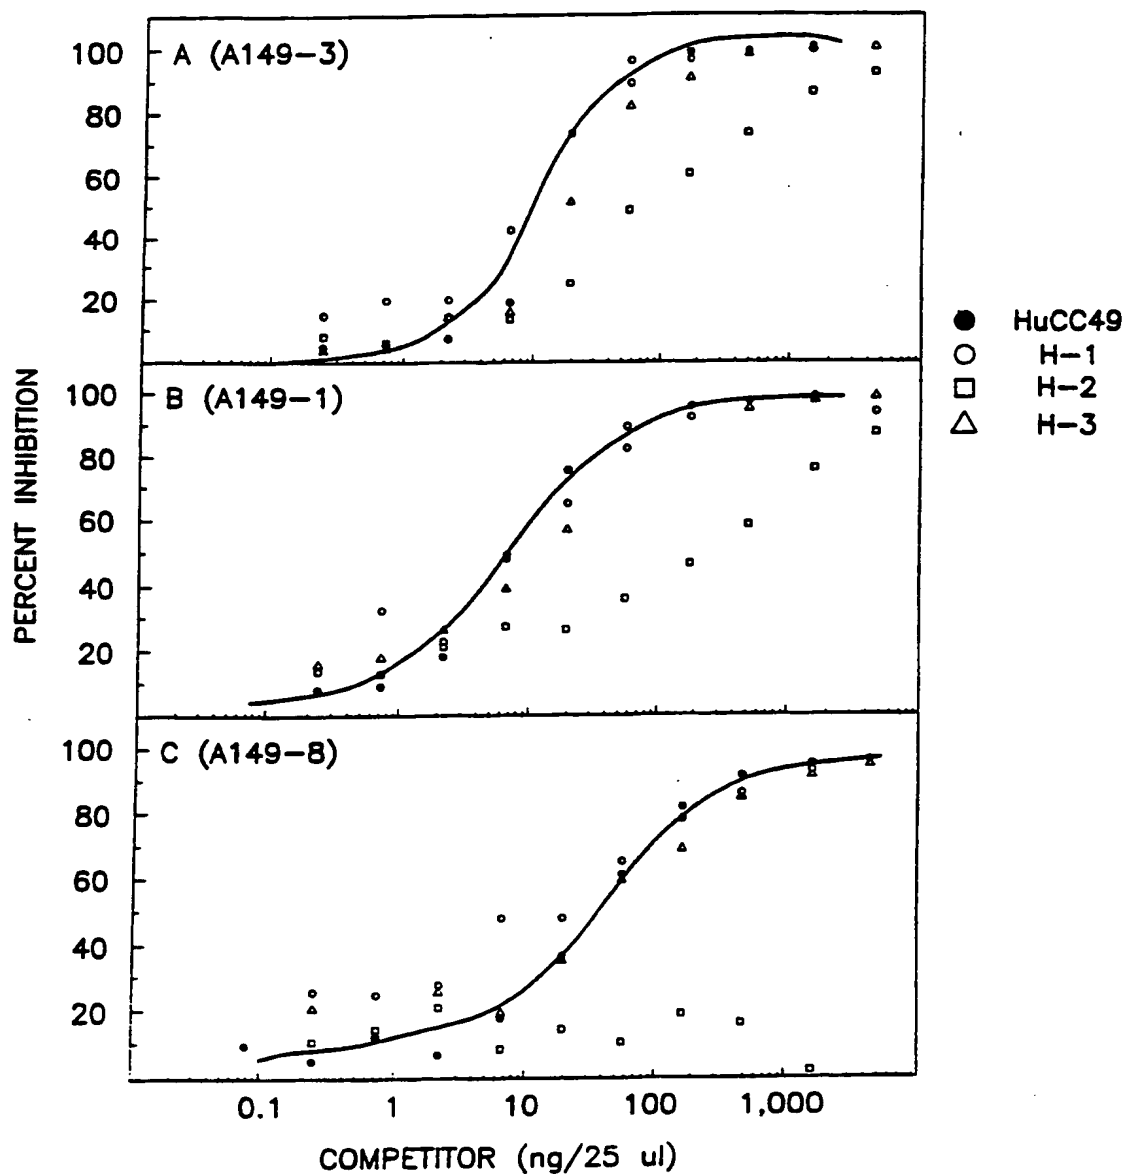 A (A149-3)
100
80
60
40
20
B (A149-1)
100
80
60
40
20
C (A149-8)
100
80
60
40
20
PERCENT INHIBITION
0.1 1 10 100 1,000
COMPETITOR (ng/25 ul)
HuCC49
H-1
H-2
H-3